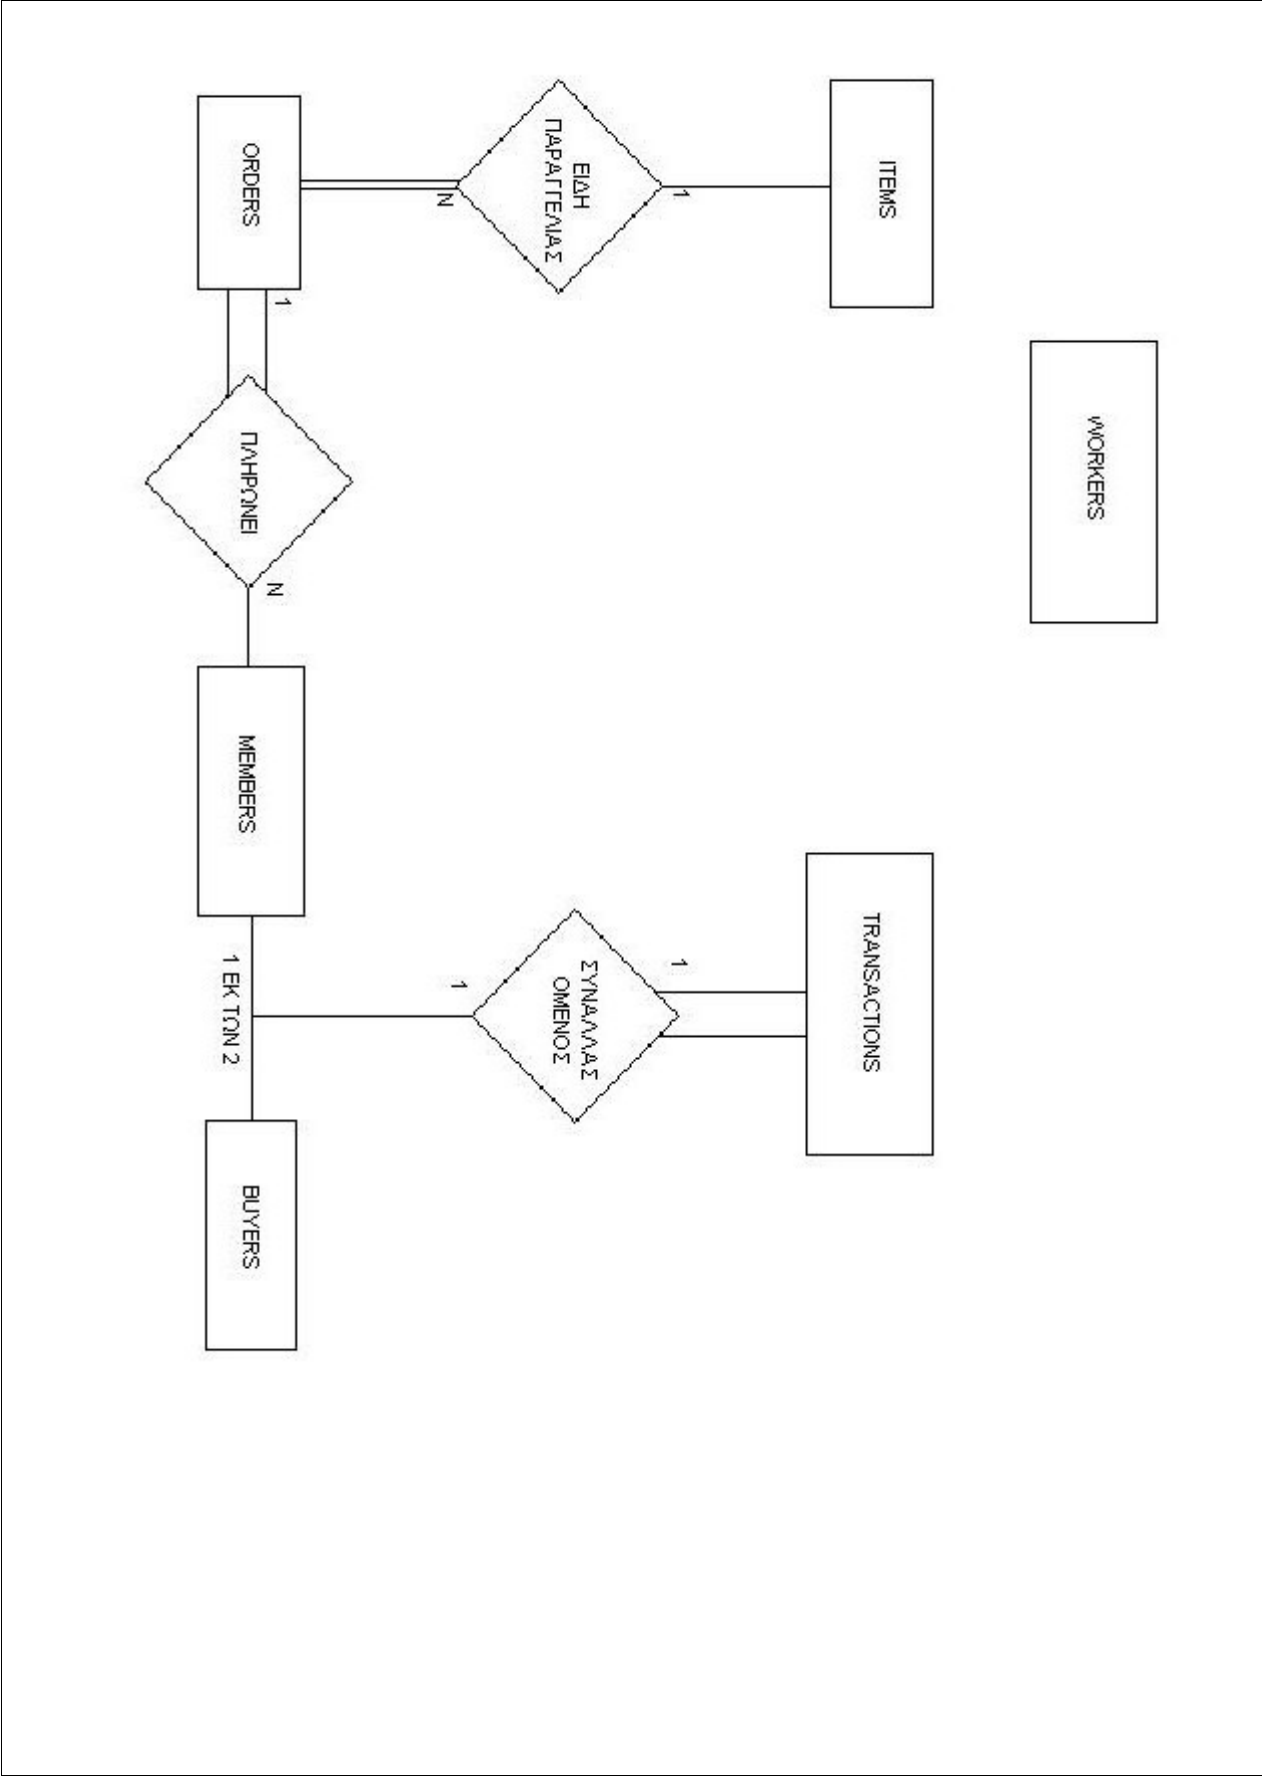 WORKERS
ITEMS
TRANSACTIONS
1
1
ΕΙΔΗ
ΠΑΡΑΓΓΕΛΙΑΣ
ΣΥΝΑΛΛΑΣ
ΟΜΕΝΟΣ
N
1
1
N
ORDERS
ΠΛΗΡΩΝΕΙ
MEMBERS
1 ΕΚ ΤΩΝ 2
BUYERS